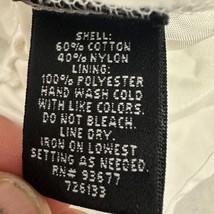 SHELL:
60% COTTON
40% NYLON
LINING:
100% POLYESTER
HAND WASH COLD
WITH LIKE COLORS.
DO NOT BLEACH.
LINE DRY.
IRON ON LOWEST
SETTING AS NEEDED.
RN# 93677
726133